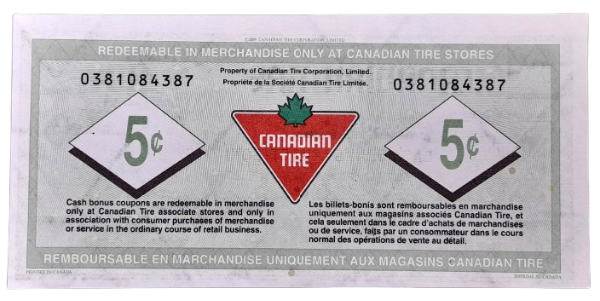 CANADIAN TIRE CORPORATION, LIMITED
REDEEMABLE IN MERCHANDISE ONLY AT CANADIAN TIRE STORES
0381084387
Property of Canadian Tire Corporation, Limited.
Propriété de la Société Canadian Tire Limitée.
0381084387
5¢
CANADIAN
TIRE
5¢
Cash bonus coupons are redeemable in merchandise
only at Canadian Tire associate stores and only in
association with consumer purchases of merchandise
or service in the ordinary course of retail business.
Les billets-bonis sont remboursables en marchandise
uniquement aux magasins associés Canadian Tire, et
cela seulement dans le cadre d'achats de marchandises
ou de service, faits par un consommateur dans le cours
normal des opérations de vente au détail.
REMBOURSABLE EN MARCHANDISE UNIQUEMENT AUX MAGASINS CANADIAN TIRE
PRINTED IN CANADA
IMPRIMÉ AU CANADA